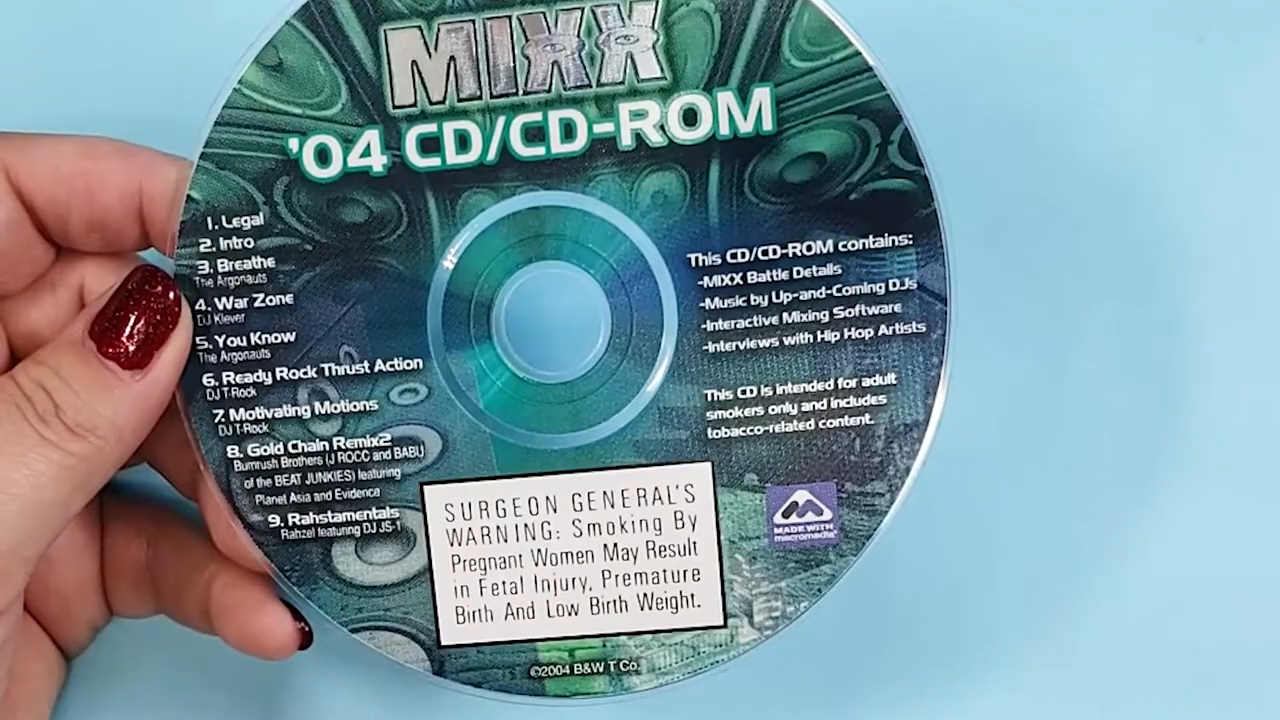 MIXX
'04 CD/CD-ROM
1. Legal
2. Intro
3. Breathe
The Argonauts
4. War Zone
DJ Klever
5. You Know
The Argonauts
6. Ready Rock Thrust Action
DJ T-Rock
7. Motivating Motions
DJ T-Rock
8. Gold Chain Remix2
Bumrush Brothers (J ROCC and BABU
of the BEAT JUNKIES) featuring
Planet Asia and Evidence
9. Rahstamentals
Rahzel featuring DJ JS-1
This CD/CD-ROM contains:
-MIXX Battle Details
-Music by Up-and-Coming DJs
-Interactive Mixing Software
-Interviews with Hip Hop Artists
This CD is intended for adult
smokers only and includes
tobacco-related content.
SURGEON GENERAL'S
WARNING: Smoking By
Pregnant Women May Result
in Fetal Injury, Premature
Birth And Low Birth Weight.
MADE WITH
macromedia®
©2004 B&W T Co.